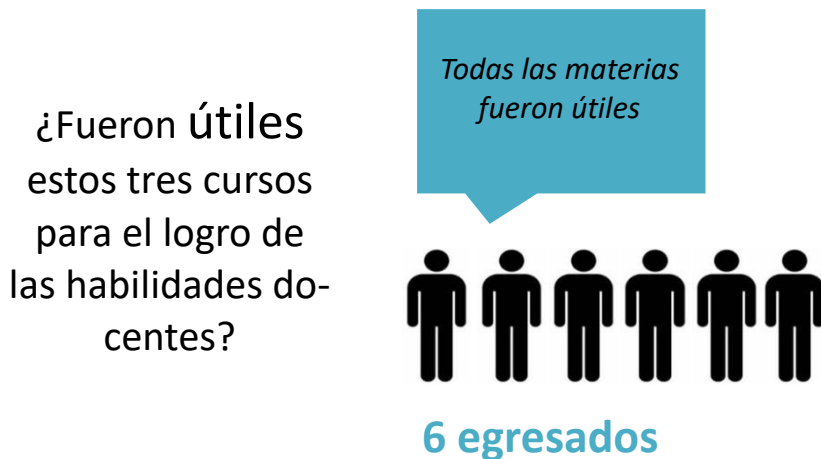 ¿Fueron útiles
estos tres cursos
para el logro de
las habilidades do-
centes?
Todas las materias
fueron útiles
6 egresados